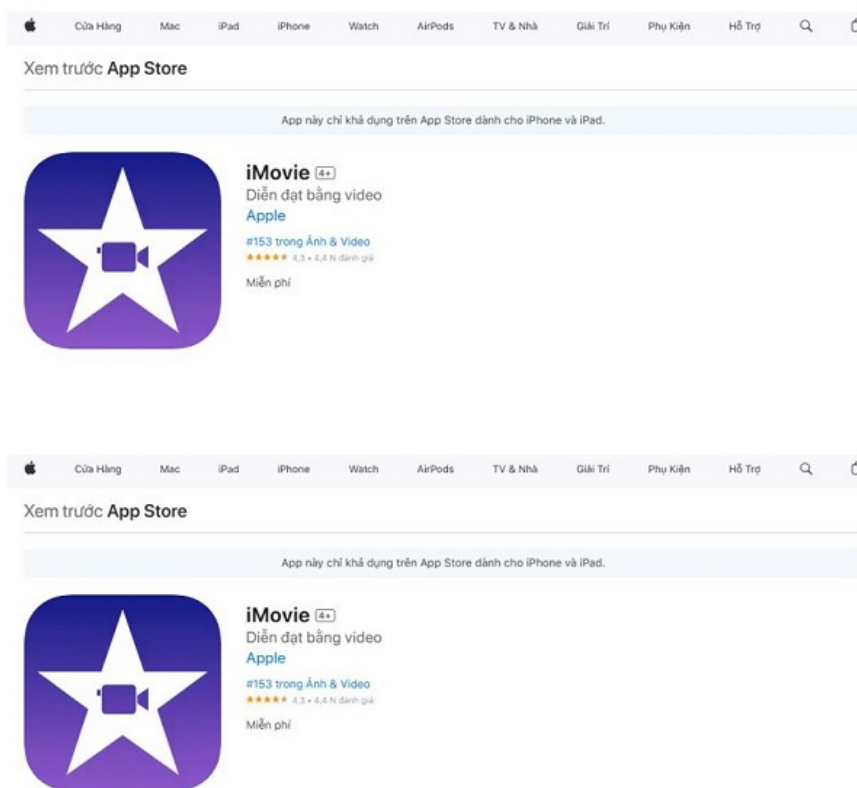 Cửa Hàng Mac iPad iPhone Watch AirPods TV & Nhà Giải Trí Phụ Kiện Hỗ Trợ
Xem trước App Store
App này chỉ khả dụng trên App Store dành cho iPhone và iPad.
iMovie 4+
Diễn đạt bằng video
Apple
#153 trong Ảnh & Video
4,3 • 4,4 N đánh giá
Miễn phí
Cửa Hàng Mac iPad iPhone Watch AirPods TV & Nhà Giải Trí Phụ Kiện Hỗ Trợ
Xem trước App Store
App này chỉ khả dụng trên App Store dành cho iPhone và iPad.
iMovie 4+
Diễn đạt bằng video
Apple
#153 trong Ảnh & Video
4,3 • 4,4 N đánh giá
Miễn phí